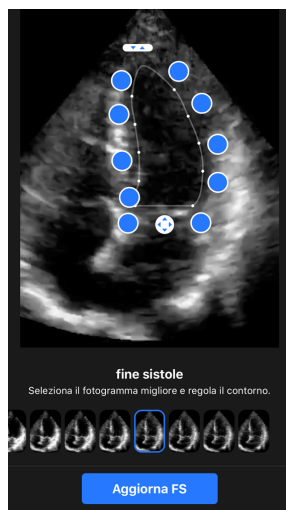 fine sistole
Seleziona il fotogramma migliore e regola il contorno.
Aggiorna FS